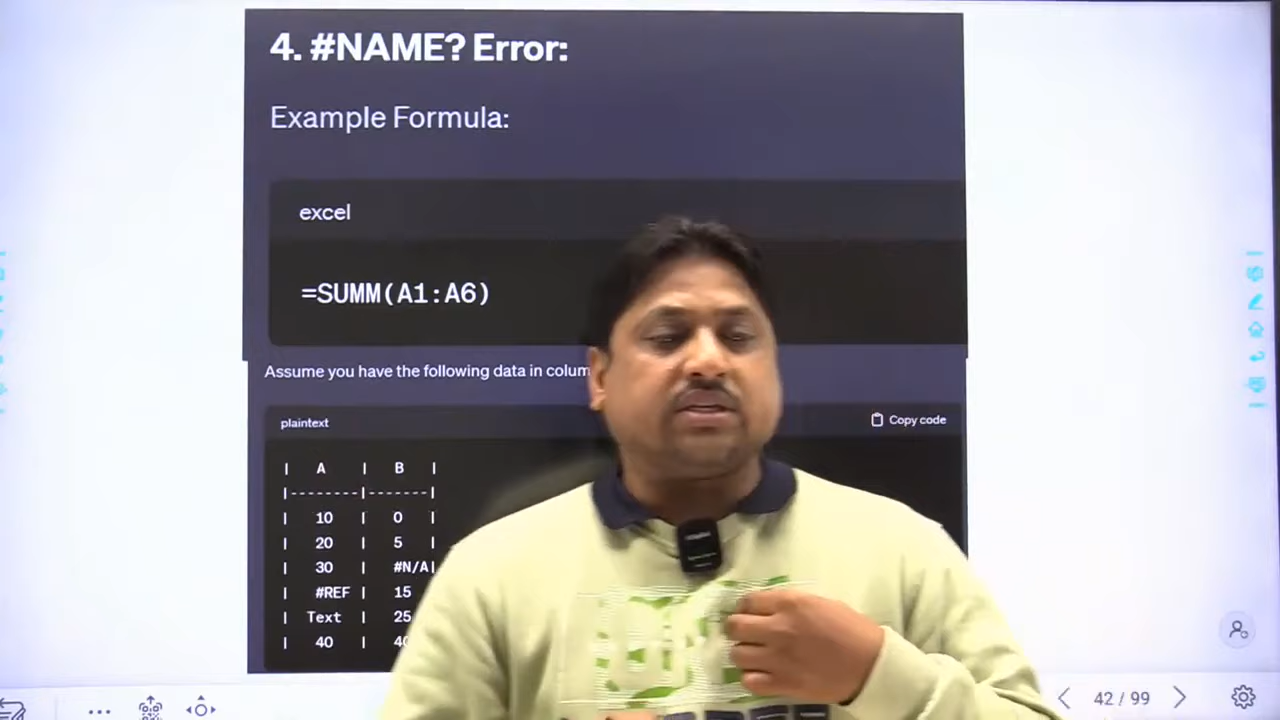 4. #NAME? Error:
Example Formula:
excel
=SUMM(A1:A6)
Assume you have the following data in colum
plaintext
Copy code
| A | B |
|--------|-------|
| 10 | 0 |
| 20 | 5 |
| 30 | #N/A|
| #REF | 15
| Text | 25
| 40 | 40
42 / 99